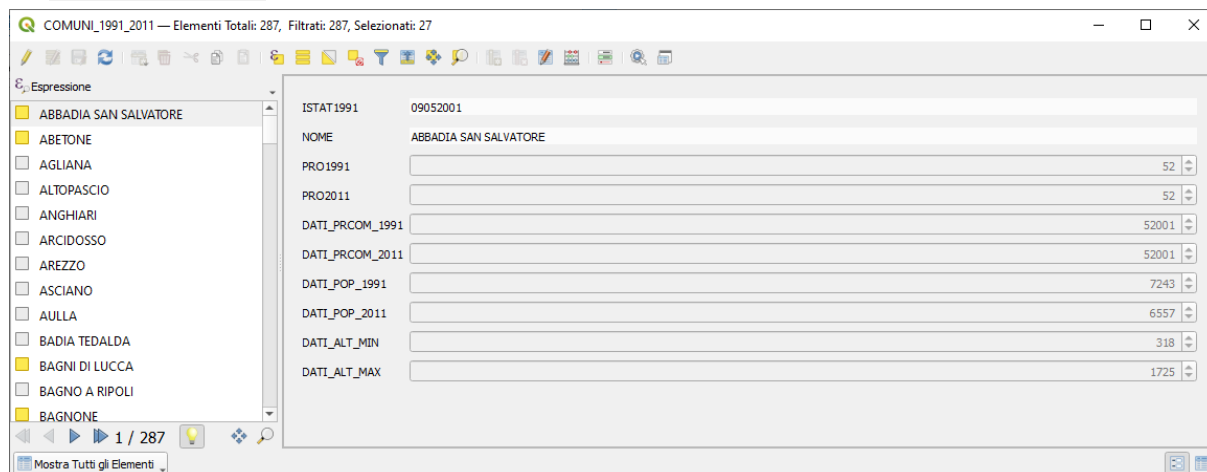 COMUNI_1991_2011 — Elementi Totali: 287, Filtrati: 287, Selezionati: 27
Espressione
ABBADIA SAN SALVATORE
ABETONE
AGLIANA
ALTOPASCIO
ANGHIARI
ARCIDOSSO
AREZZO
ASCIANO
AULLA
BADIA TEDALDA
BAGNI DI LUCCA
BAGNO A RIPOLI
BAGNONE
1 / 287
Mostra Tutti gli Elementi
ISTAT1991 09052001
NOME ABBADIA SAN SALVATORE
PRO1991 52
PRO2011 52
DATI_PRCOM_1991 52001
DATI_PRCOM_2011 52001
DATI_POP_1991 7243
DATI_POP_2011 6557
DATI_ALT_MIN 318
DATI_ALT_MAX 1725